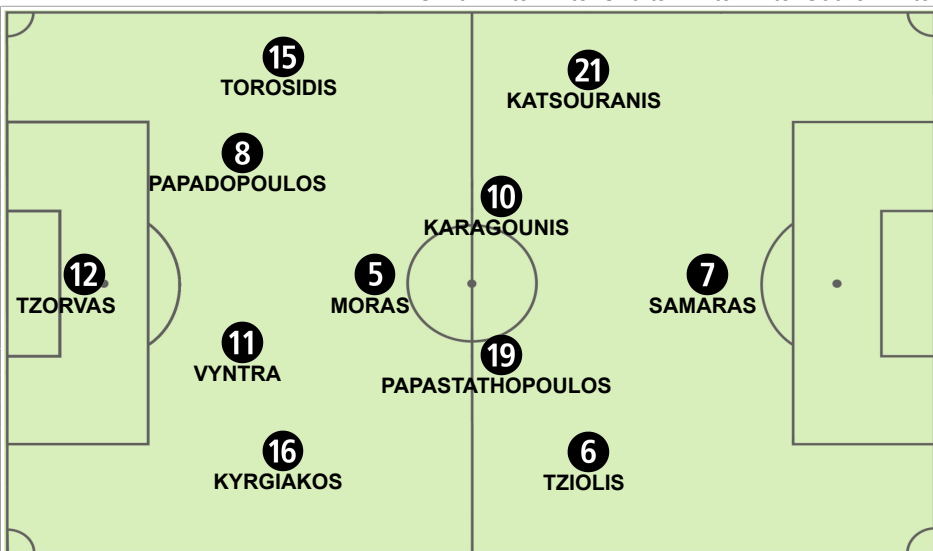 15
TOROSIDIS
21
KATSOURANIS
8
PAPADOPOULOS
10
KARAGOUNIS
12
TZORVAS
5
MORAS
7
SAMARAS
11
VYNTRA
19
PAPASTATHOPOULOS
16
KYRGIAKOS
6
TZIOLIS